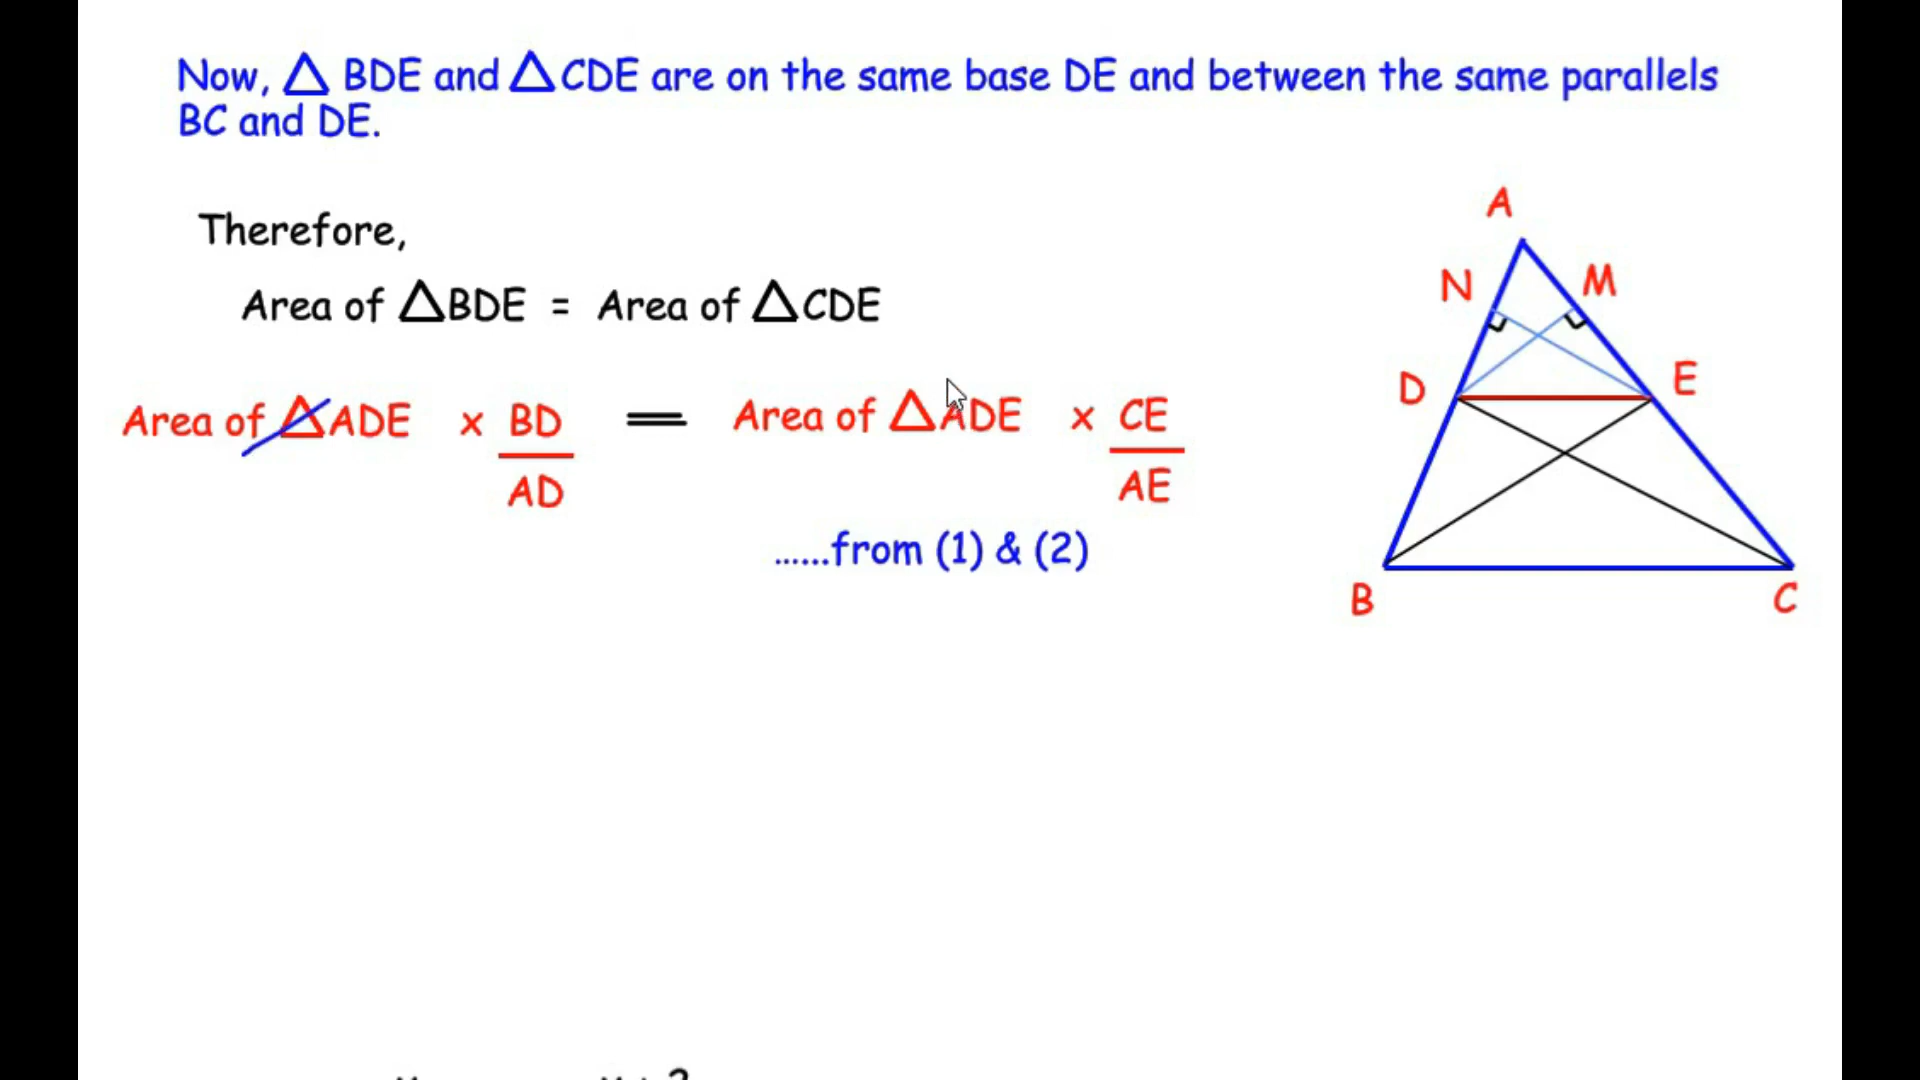 Now, △ BDE and △CDE are on the same base DE and between the same parallels
BC and DE.
Therefore,
Area of △BDE = Area of △CDE
Area of △ADE x BD/AD = Area of △ADE x CE/AE
......from (1) & (2)
A
N
M
D
E
B
C